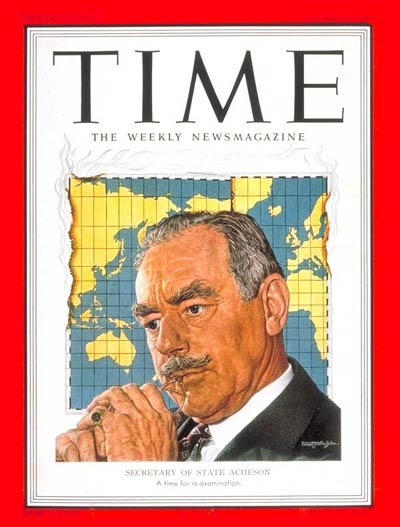 TIME
THE WEEKLY NEWSMAGAZINE
SECRETARY OF STATE ACHESON
A time for re-examination.